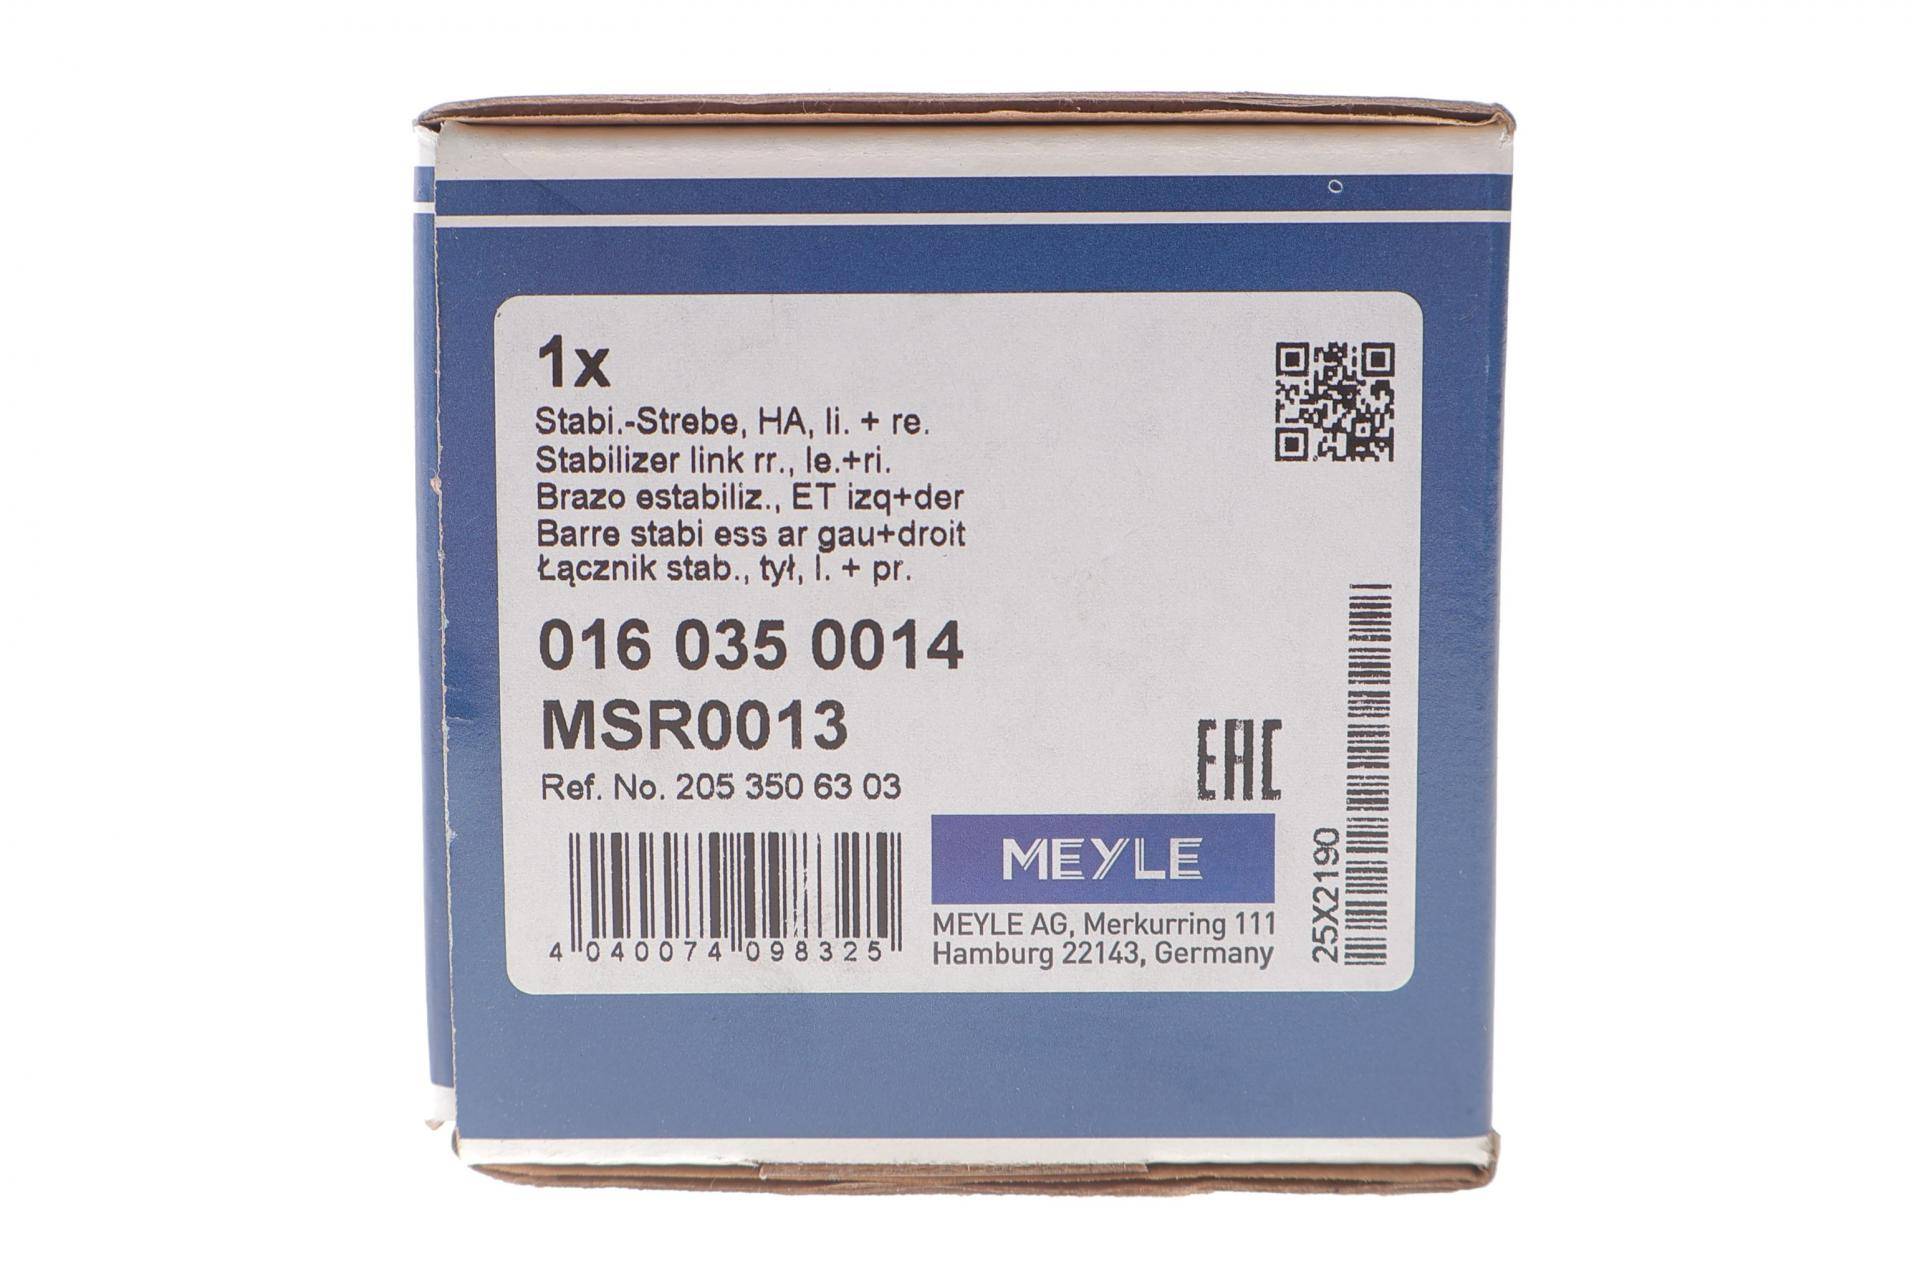 1x
Stabi.-Strebe, HA, li. + re.
Stabilizer link rr., le.+ri.
Brazo estabiliz., ET izq+der
Barre stabi ess ar gau+droit
Łącznik stab., tył, l. + pr.
016 035 0014
MSR0013
Ref. No. 205 350 63 03
EAC
4 040074 098325
MEYLE
MEYLE AG, Merkurring 111
Hamburg 22143, Germany
25X2190